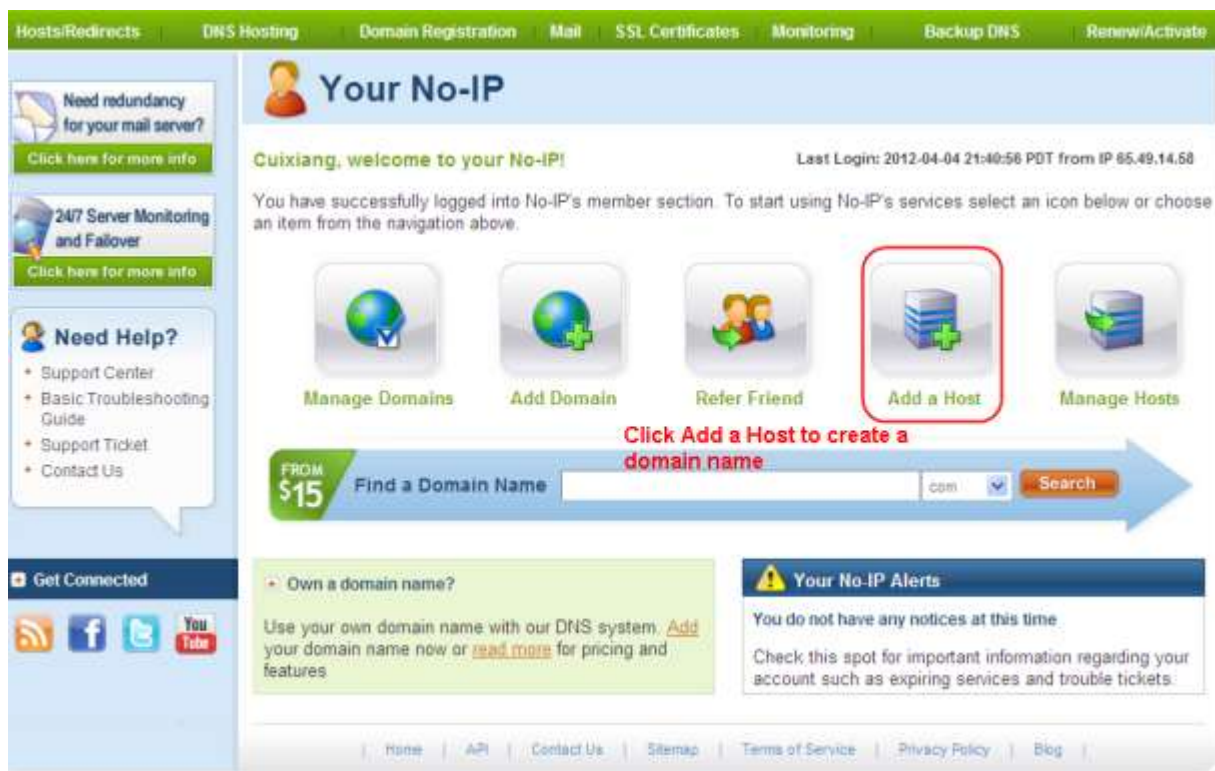 Hosts/Redirects DNS Hosting Domain Registration Mail SSL Certificates Monitoring Backup DNS Renew/Activate
Need redundancy
for your mail server?
Click here for more info
24/7 Server Monitoring
and Failover
Click here for more info
Need Help?
Support Center
Basic Troubleshooting
Guide
Support Ticket
Contact Us
Get Connected
You
Tube
Your No-IP
Cuixiang, welcome to your No-IP!
Last Login: 2012-04-04 21:40:56 PDT from IP 65.49.14.58
You have successfully logged into No-IP's member section. To start using No-IP's services select an icon below or choose
an item from the navigation above.
Manage Domains
Add Domain
Refer Friend
Add a Host
Manage Hosts
Click Add a Host to create a
domain name
FROM
$15
Find a Domain Name
com
Search
Own a domain name?
Use your own domain name with our DNS system. Add
your domain name now or read more for pricing and
features
Your No-IP Alerts
You do not have any notices at this time
Check this spot for important information regarding your
account such as expiring services and trouble tickets.
| Home | API | Contact Us | Sitemap | Terms of Service | Privacy Policy | Blog |